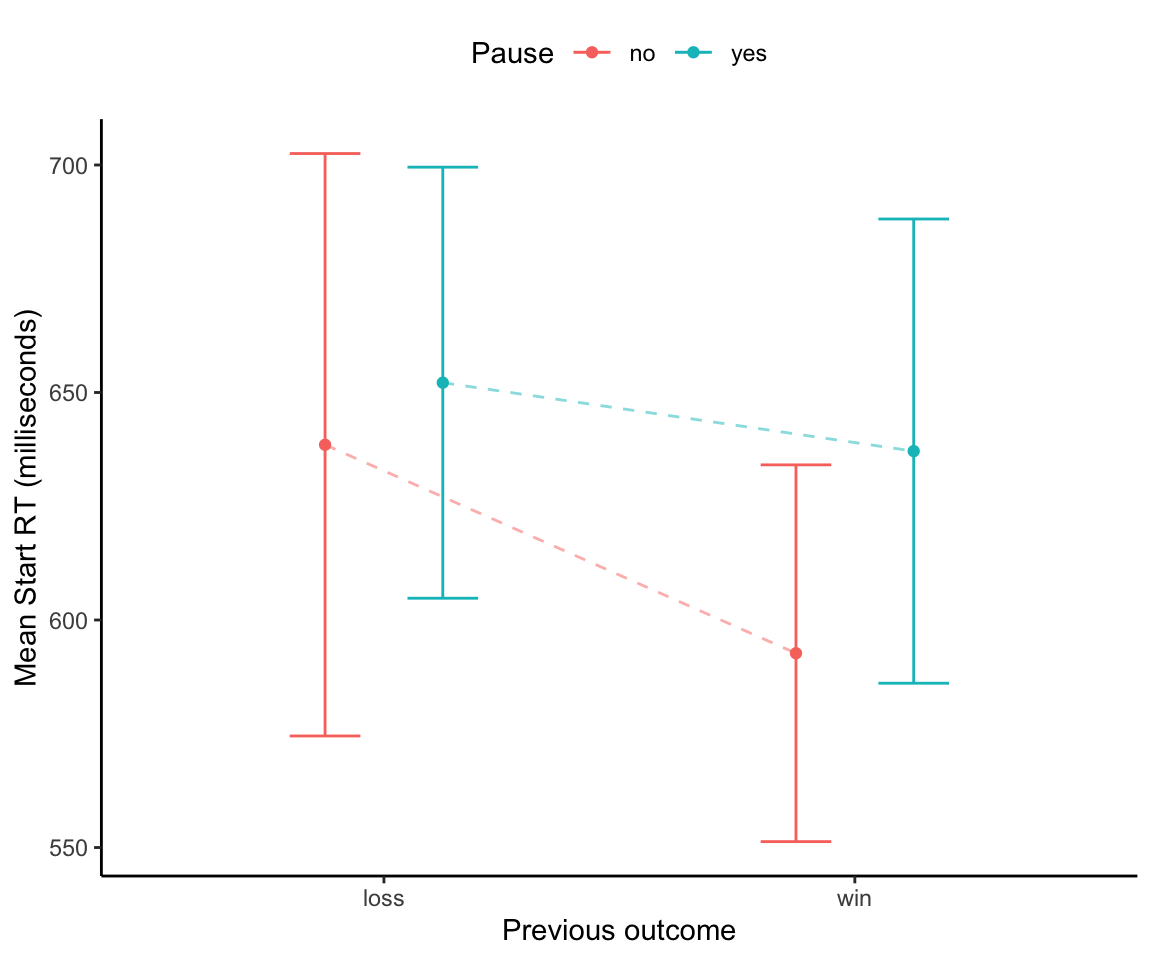 Pause no yes
Mean Start RT (milliseconds)
700
650
600
550
loss win
Previous outcome